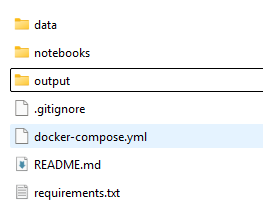 data
notebooks
output
.gitignore
docker-compose.yml
README.md
requirements.txt